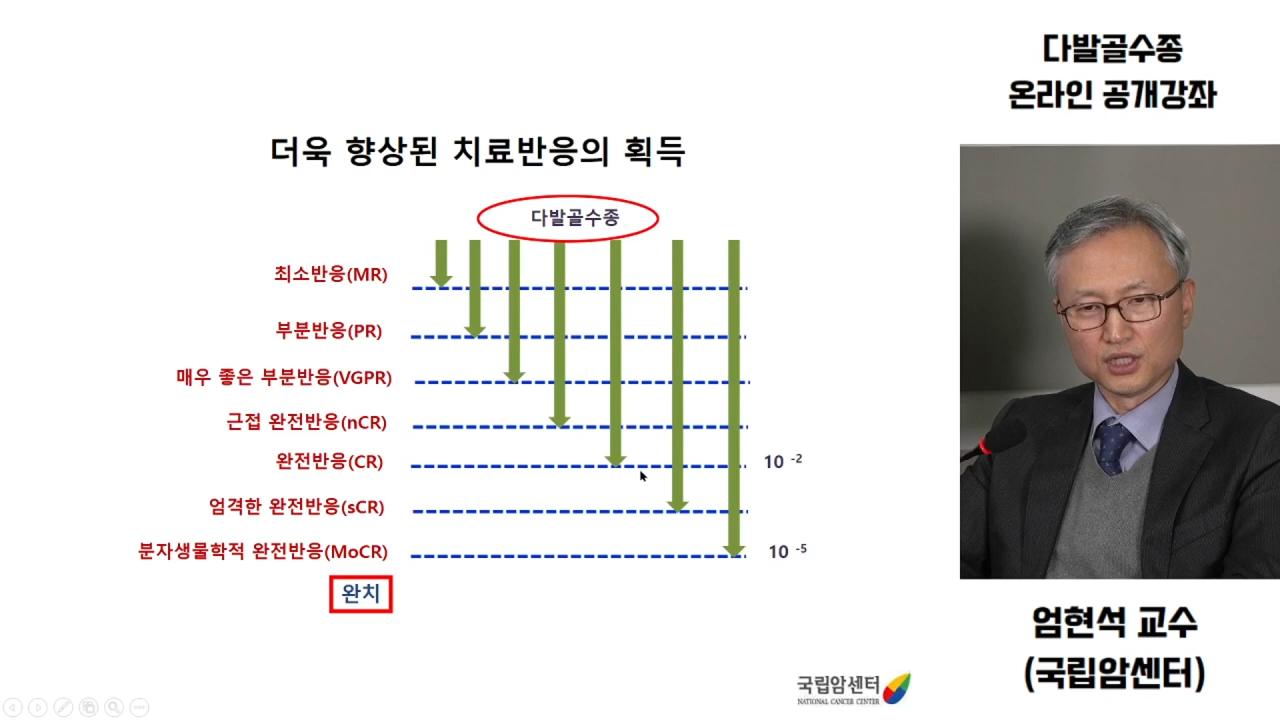 다발골수종
온라인 공개강좌
더욱 향상된 치료반응의 획득
다발골수종
최소반응(MR)
부분반응(PR)
매우 좋은 부분반응(VGPR)
근접 완전반응(nCR)
완전반응(CR)
10 -2
엄격한 완전반응(sCR)
분자생물학적 완전반응(MoCR)
10 -5
완치
엄현석 교수
(국립암센터)
국립암센터
NATIONAL CANCER CENTER